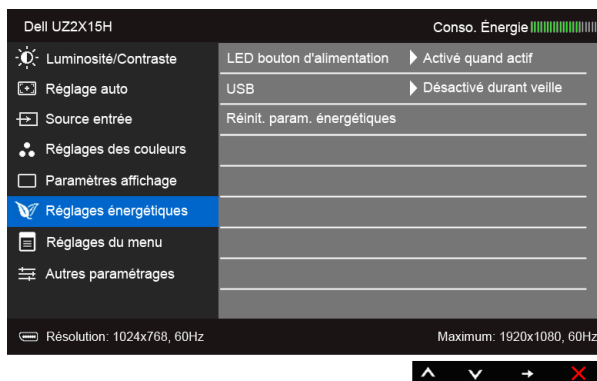 Dell UZ2X15H Conso. Énergie
Luminosité/Contraste LED bouton d'alimentation Activé quand actif
Réglage auto USB Désactivé durant veille
Source entrée Réinit. param. énergétiques
Réglages des couleurs
Paramètres affichage
Réglages énergétiques
Réglages du menu
Autres paramétrages
Résolution: 1024x768, 60Hz Maximum: 1920x1080, 60Hz